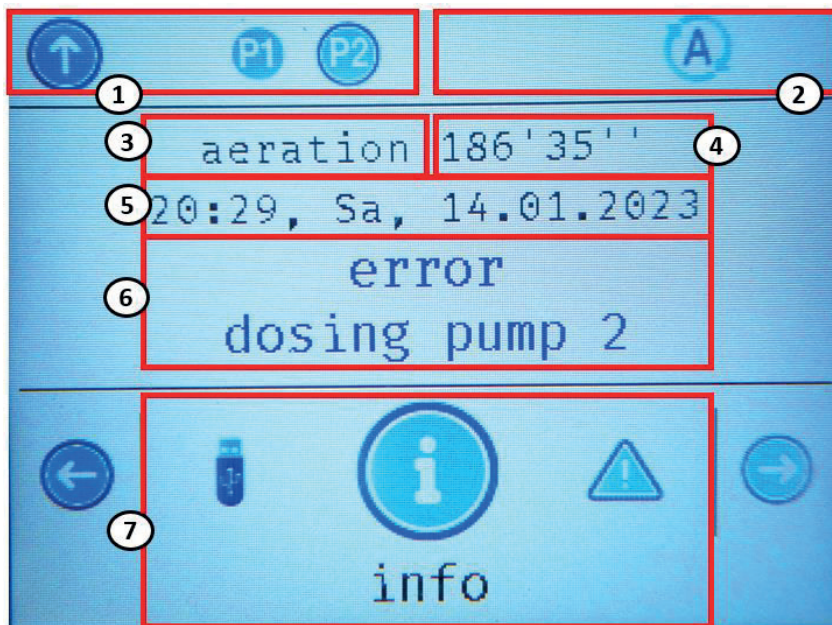 P1 P2 A
1 2
3 aeration 186'35'' 4
5 20:29, Sa, 14.01.2023
6 error
dosing pump 2
i !
7
info